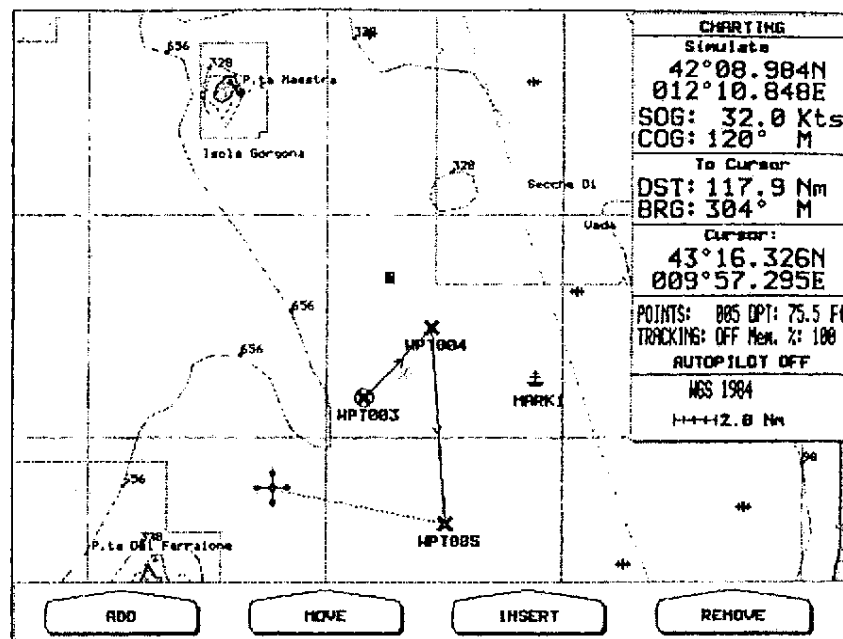 656
328
328
P.ta Maestra
Isola Gorgona
328
Secche Di
Vada
656
656
WPT004
WPT003
MARK1
656
WPT005
328
P.ta Del Ferraione
98
CHARTING
Simulate
42°08.984N
012°10.848E
SOG: 32.0 Kts
COG: 120° M
To Cursor
DST: 117.9 Nm
BRG: 304° M
Cursor:
43°16.326N
009°57.295E
POINTS: 005 DPT: 75.5 Ft
TRACKING: OFF Mem. %: 100
AUTOPILOT OFF
WGS 1984
2.0 Nm
ADD MOVE INSERT REMOVE